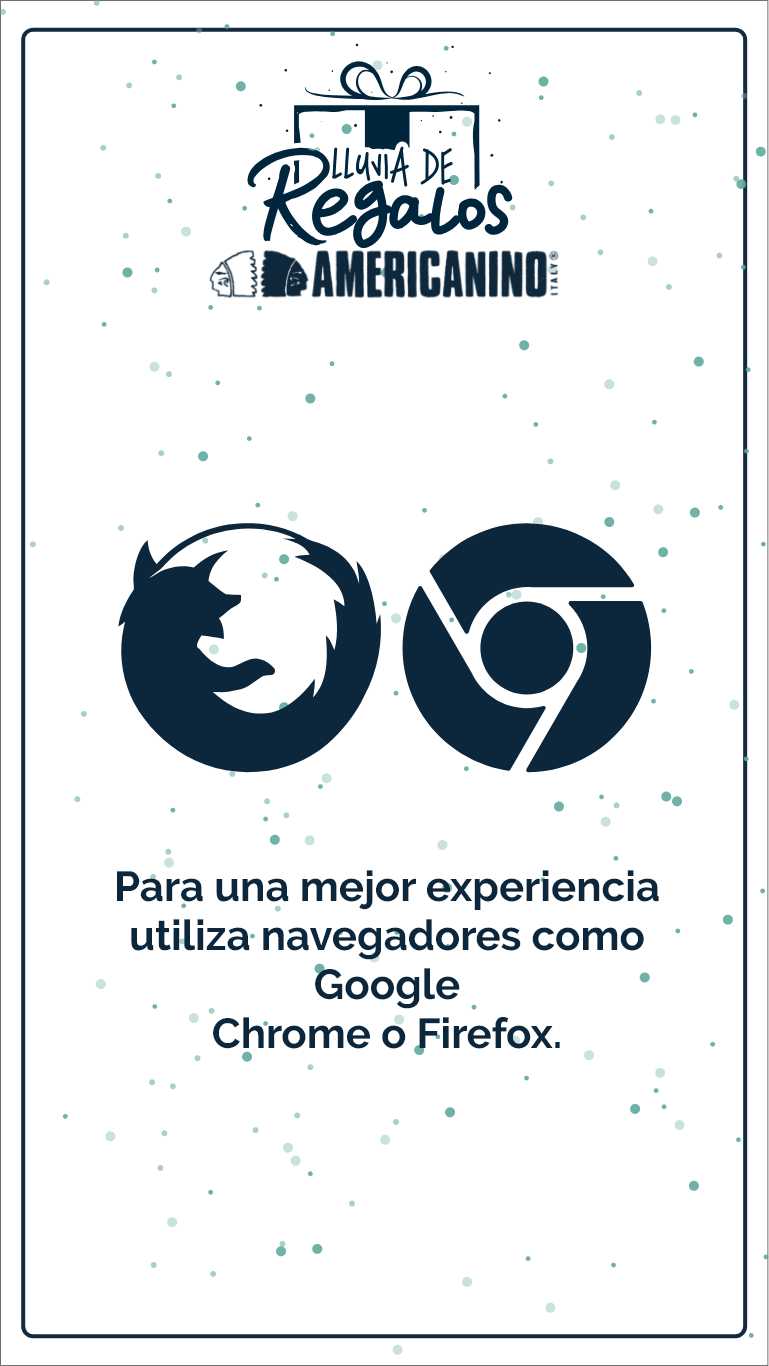 LLUVIA DE
Regalos
AMERICANINO
ITALY®
Para una mejor experiencia
utiliza navegadores como
Google
Chrome o Firefox.